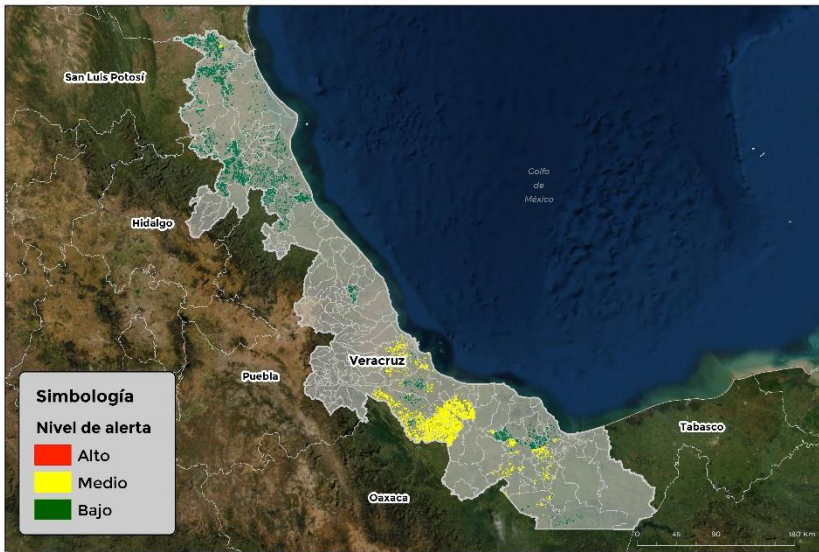 San Luis Potosí
Golfo
de
México
Hidalgo
Veracruz
Puebla
Tabasco
Oaxaca
Simbología
Nivel de alerta
Alto
Medio
Bajo
0 45 90 180 Km